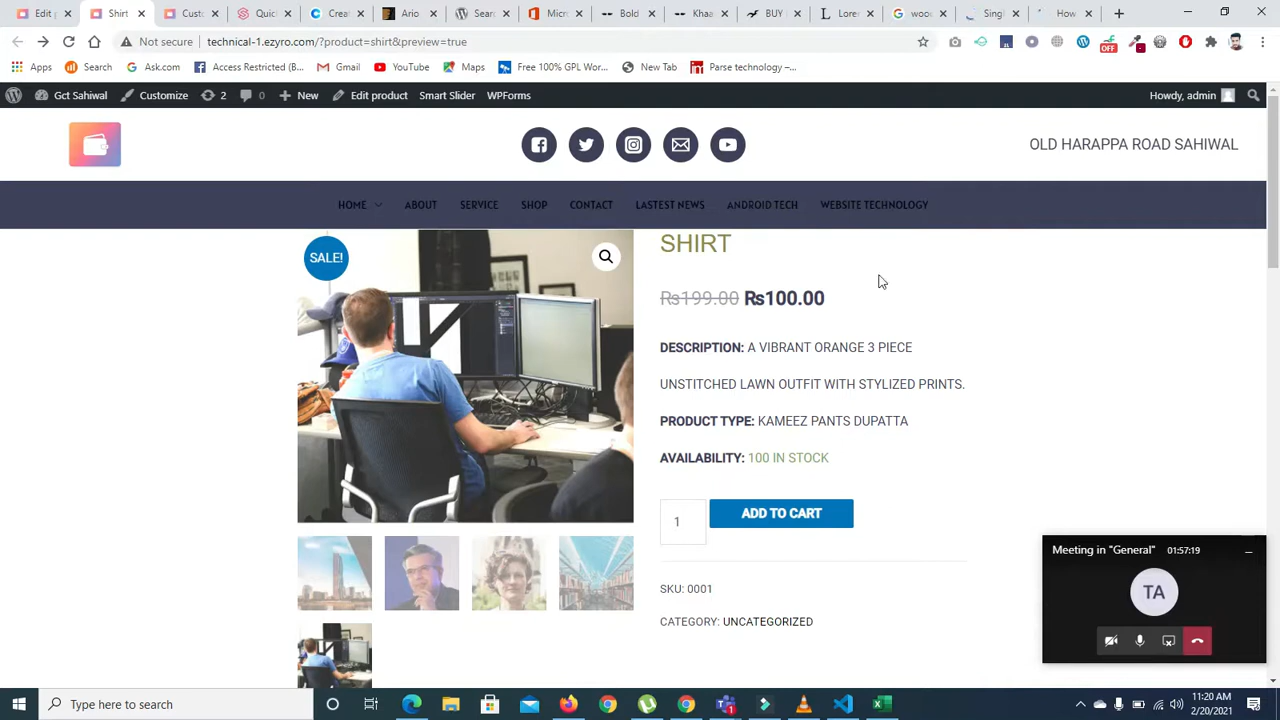 Edit
Shirt
Custo
Quic
Crea
Ario
Sear
Micro
WhatsA
Khaa
BUY
Lore
woo
Singl
How
Not secure technical-1.ezyro.com/?product=shirt&preview=true
OFF
Apps Search Ask.com Access Restricted (B... Gmail YouTube Maps Free 100% GPL Wor... New Tab Parse technology –...
Gct Sahiwal Customize 2 0 New Edit product Smart Slider WPForms Howdy, admin
OLD HARAPPA ROAD SAHIWAL
HOME ABOUT SERVICE SHOP CONTACT LASTEST NEWS ANDROID TECH WEBSITE TECHNOLOGY
SALE!
SHIRT
₨199.00 ₨100.00
DESCRIPTION: A VIBRANT ORANGE 3 PIECE
UNSTITCHED LAWN OUTFIT WITH STYLIZED PRINTS.
PRODUCT TYPE: KAMEEZ PANTS DUPATTA
AVAILABILITY: 100 IN STOCK
1 ADD TO CART
SKU: 0001
CATEGORY: UNCATEGORIZED
Meeting in "General" 01:57:19
TA
Type here to search
11:20 AM
2/20/2021